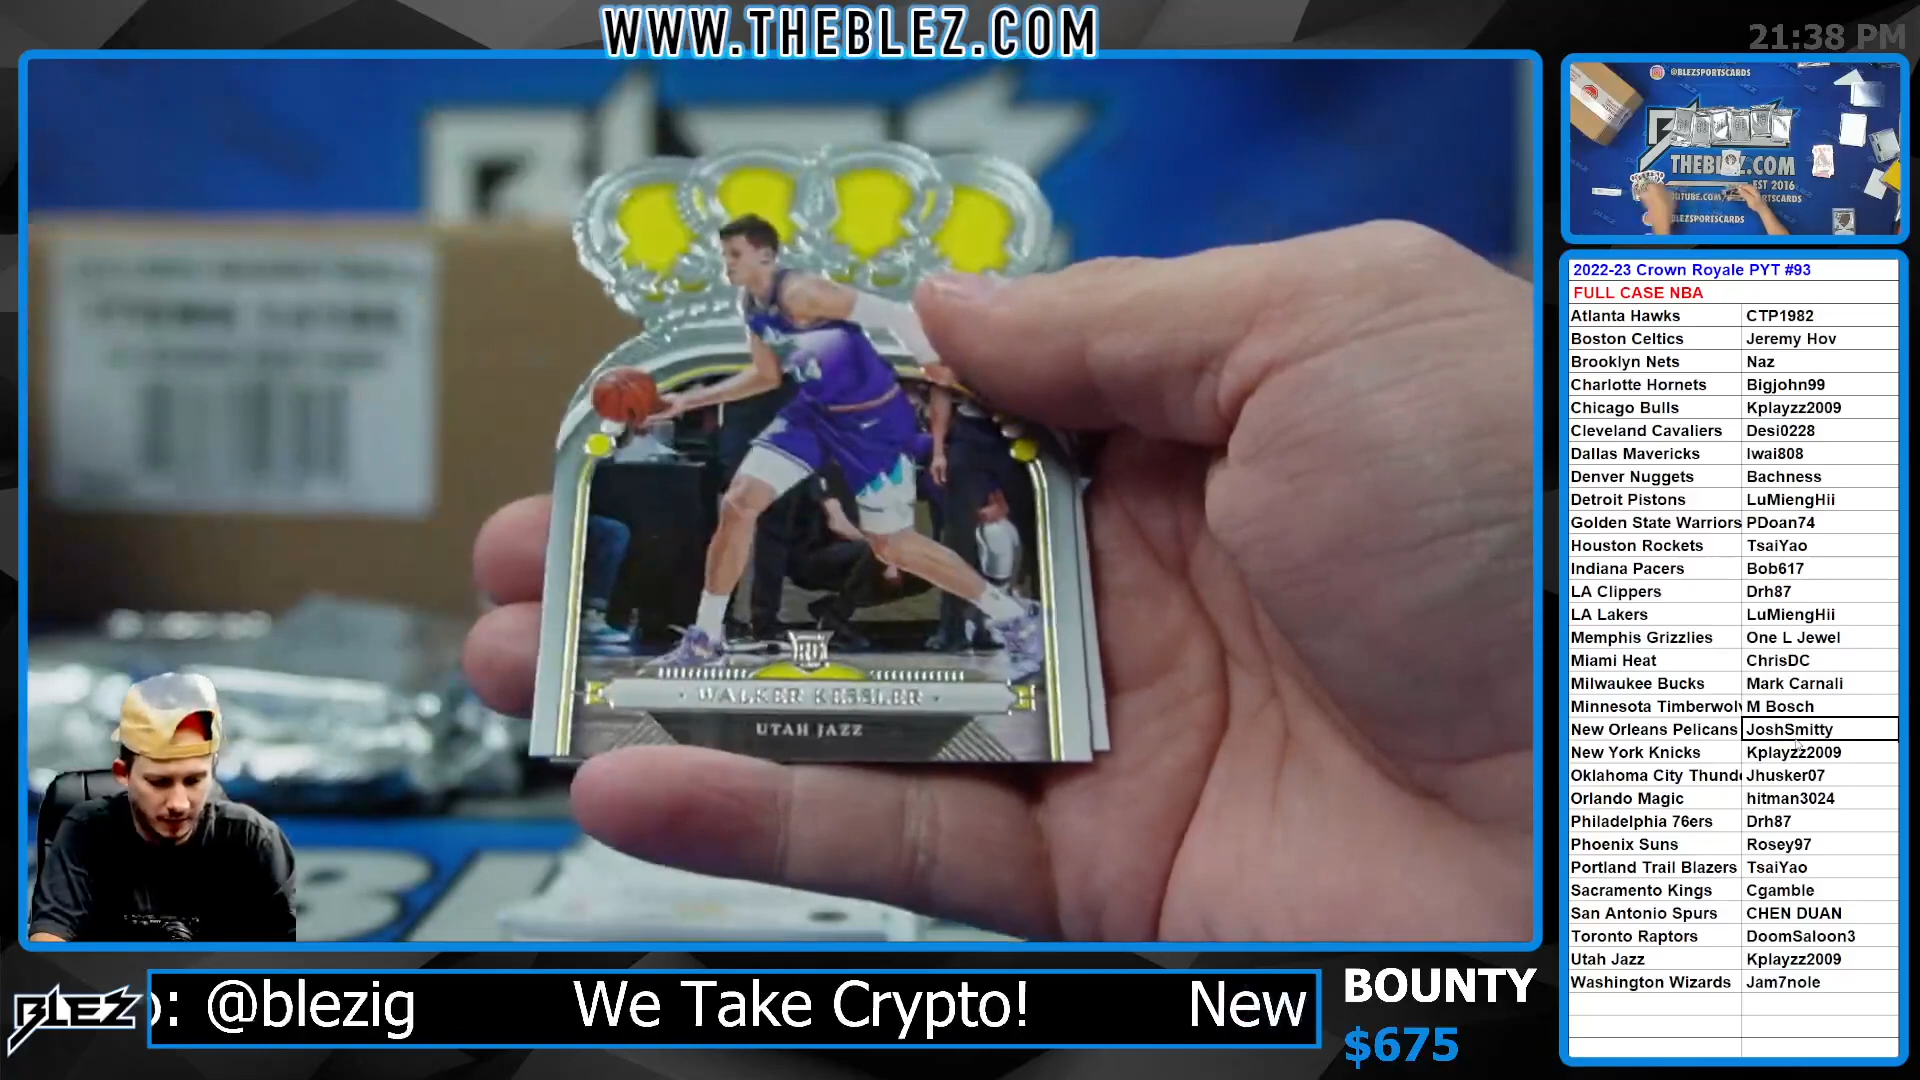 WWW.THEBLEZ.COM
21:38 PM
@BLEZSPORTSCARDS
THEBLEZ.COM
EST 2016
BLEZSPORTSCARDS
WALKER KESSLER
UTAH JAZZ
2022-23 Crown Royale PYT #93
FULL CASE NBA
Atlanta Hawks CTP1982
Boston Celtics Jeremy Hov
Brooklyn Nets Naz
Charlotte Hornets Bigjohn99
Chicago Bulls Kplayzz2009
Cleveland Cavaliers Desi0228
Dallas Mavericks Iwai808
Denver Nuggets Bachness
Detroit Pistons LuMiengHii
Golden State Warriors PDoan74
Houston Rockets TsaiYao
Indiana Pacers Bob617
LA Clippers Drh87
LA Lakers LuMiengHii
Memphis Grizzlies One L Jewel
Miami Heat ChrisDC
Milwaukee Bucks Mark Carnali
Minnesota Timberwolv M Bosch
New Orleans Pelicans JoshSmitty
New York Knicks Kplayzz2009
Oklahoma City Thund Jhusker07
Orlando Magic hitman3024
Philadelphia 76ers Drh87
Phoenix Suns Rosey97
Portland Trail Blazers TsaiYao
Sacramento Kings Cgamble
San Antonio Spurs CHEN DUAN
Toronto Raptors DoomSaloon3
Utah Jazz Kplayzz2009
Washington Wizards Jam7nole
BLEZ
: @blezig We Take Crypto! New
BOUNTY
$675